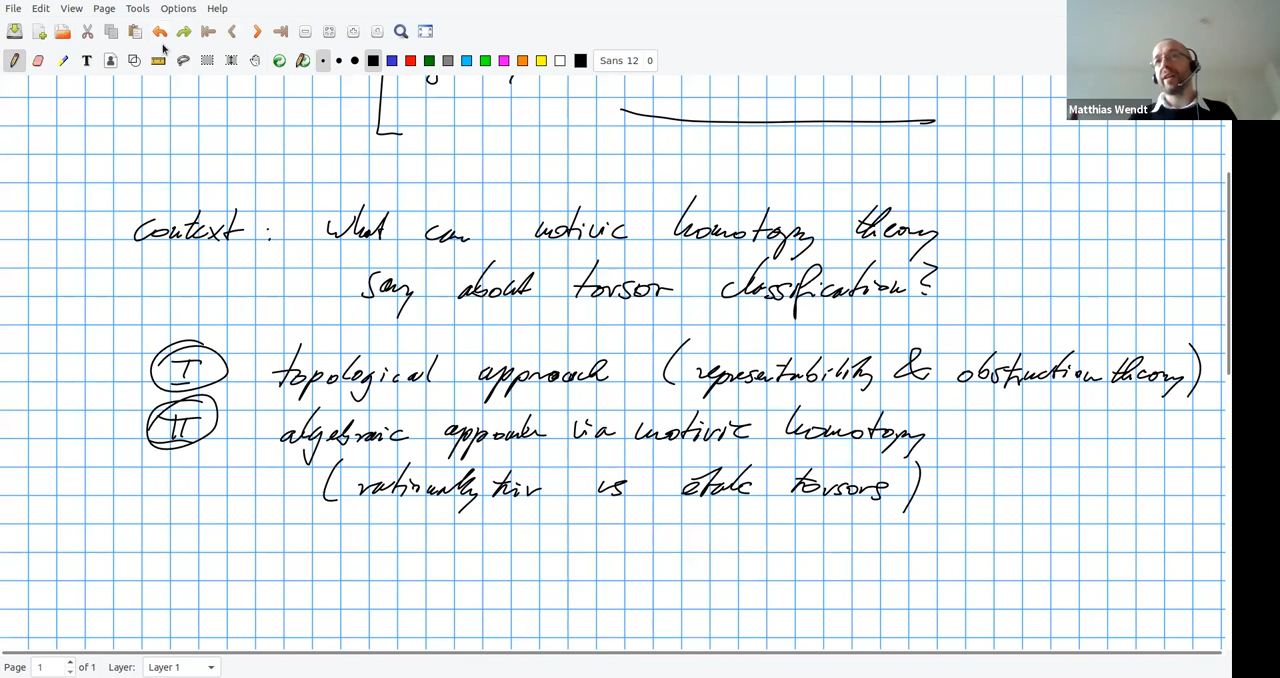 File Edit View Page Tools Options Help
Sans 12 0
Matthias Wendt
Context : What can motivic homotopy theory
say about torsor classification?
I topological approach (representability & obstruction theory)
II algebraic approach via motivic homotopy
(rationally triv vs étale torsors)
Page 1 of 1 Layer: Layer 1